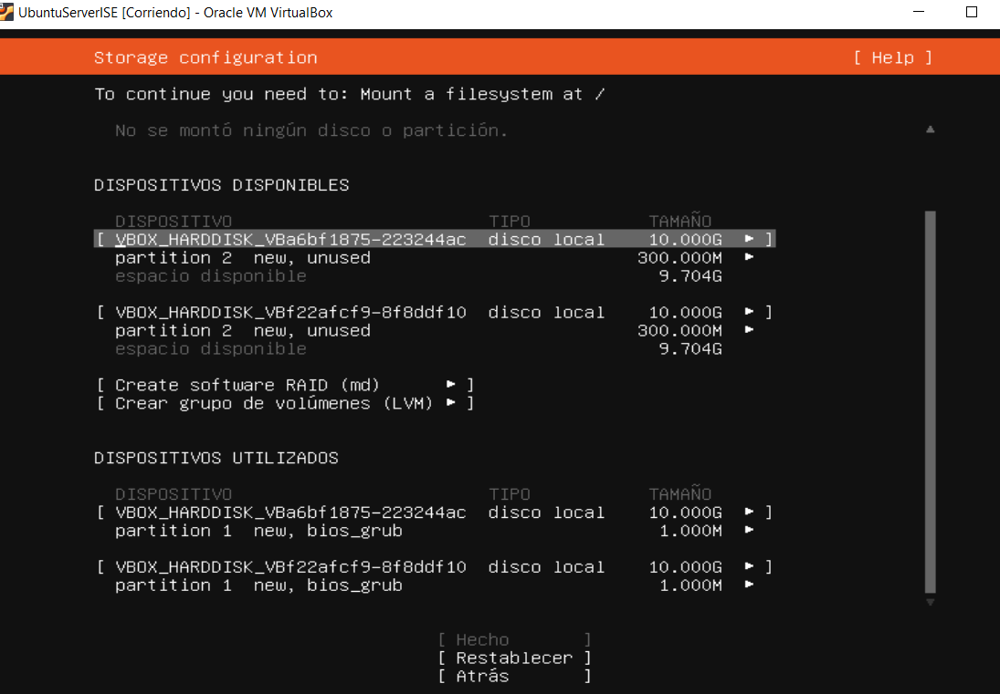 UbuntuServerISE [Corriendo] - Oracle VM VirtualBox
Storage configuration [ Help ]
To continue you need to: Mount a filesystem at /
No se montó ningún disco o partición. ▲
DISPOSITIVOS DISPONIBLES
DISPOSITIVO TIPO TAMAÑO
[ VBOX_HARDDISK_VBa6bf1875-223244ac disco local 10.000G ► ]
partition 2 new, unused 300.000M ►
espacio disponible 9.704G
[ VBOX_HARDDISK_VBf22afcf9-8f8ddf10 disco local 10.000G ► ]
partition 2 new, unused 300.000M ►
espacio disponible 9.704G
[ Create software RAID (md) ► ]
[ Crear grupo de volúmenes (LVM) ► ]
DISPOSITIVOS UTILIZADOS
DISPOSITIVO TIPO TAMAÑO
[ VBOX_HARDDISK_VBa6bf1875-223244ac disco local 10.000G ► ]
partition 1 new, bios_grub 1.000M ►
[ VBOX_HARDDISK_VBf22afcf9-8f8ddf10 disco local 10.000G ► ]
partition 1 new, bios_grub 1.000M ►
▼
[ Hecho ]
[ Restablecer ]
[ Atrás ]